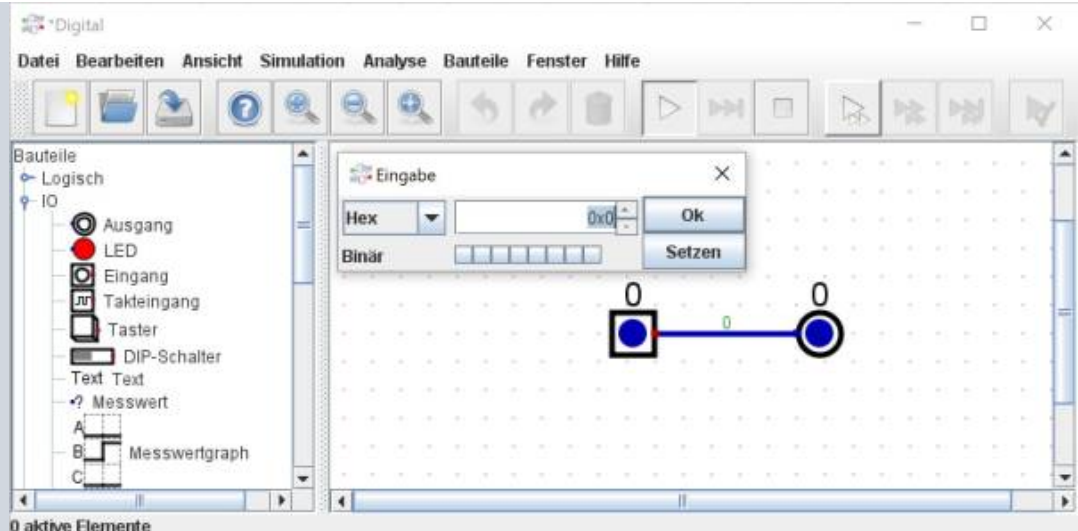 *Digital
Datei Bearbeiten Ansicht Simulation Analyse Bauteile Fenster Hilfe
Bauteile
Logisch
IO
Ausgang
LED
Eingang
Takteingang
Taster
DIP-Schalter
Text Text
Messwert
A
B Messwertgraph
C
Eingabe
Hex 0x0 Ok
Binär Setzen
0 0
0
0 aktive Elemente